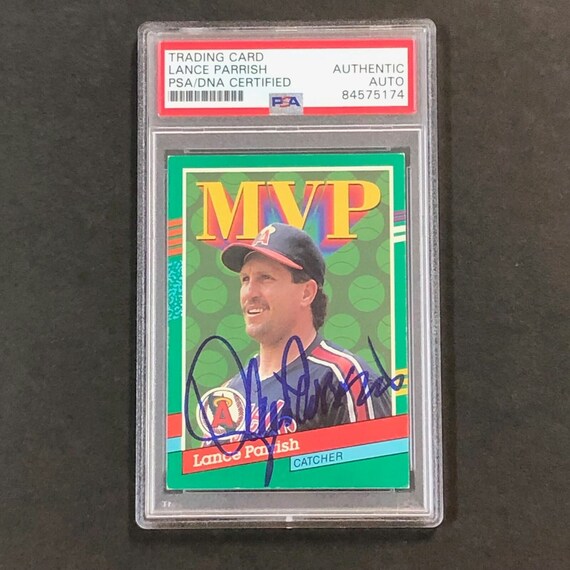 TRADING CARD
LANCE PARRISH
PSA/DNA CERTIFIED
AUTHENTIC
AUTO
84575174
PSA
MVP
A
A
Lance Parrish
CATCHER